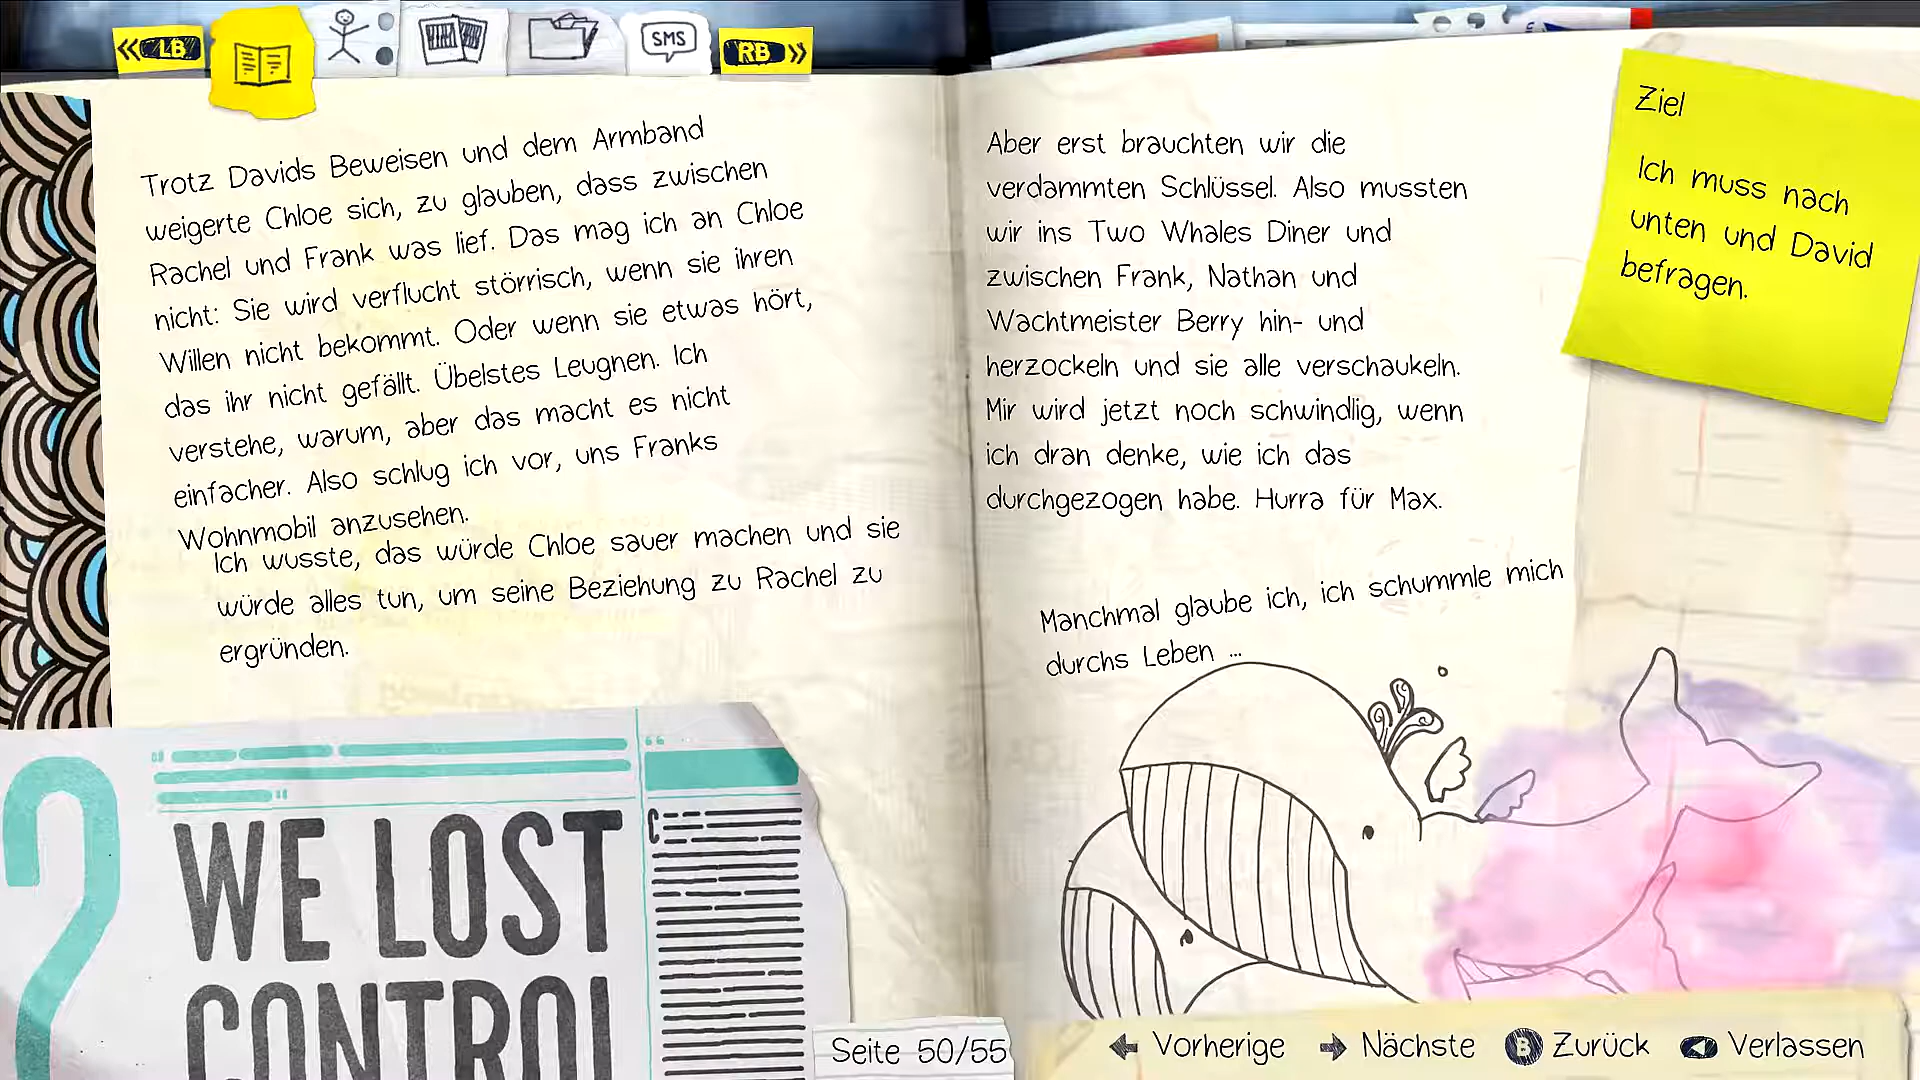 LB
SMS
RB
Trotz Davids Beweisen und dem Armband
weigerte Chloe sich, zu glauben, dass zwischen
Rachel und Frank was lief. Das mag ich an Chloe
nicht: Sie wird verflucht störrisch, wenn sie ihren
Willen nicht bekommt. Oder wenn sie etwas hört,
das ihr nicht gefällt. Übelstes Leugnen. Ich
verstehe, warum, aber das macht es nicht
einfacher. Also schlug ich vor, uns Franks
Wohnmobil anzusehen.
Ich wusste, das würde Chloe sauer machen und sie
würde alles tun, um seine Beziehung zu Rachel zu
ergründen.
WE LOST
CONTROL
Aber erst brauchten wir die
verdammten Schlüssel. Also mussten
wir ins Two Whales Diner und
zwischen Frank, Nathan und
Wachtmeister Berry hin- und
herzockeln und sie alle verschaukeln.
Mir wird jetzt noch schwindlig, wenn
ich dran denke, wie ich das
durchgezogen habe. Hurra für Max.
Manchmal glaube ich, ich schummle mich
durchs Leben ...
Ziel
Ich muss nach
unten und David
befragen.
Seite 50/55
Vorherige
Nächste
B Zurück
Verlassen